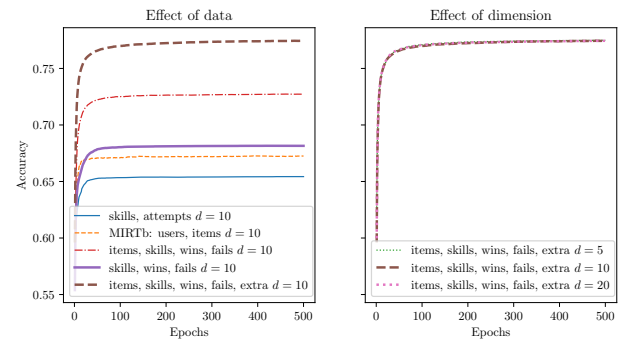 Effect of data
Effect of dimension
Accuracy
0.75
0.70
0.65
0.60
0.55
skills, attempts d = 10
MIRTb: users, items d = 10
items, skills, wins, fails d = 10
skills, wins, fails d = 10
items, skills, wins, fails, extra d = 10
items, skills, wins, fails, extra d = 5
items, skills, wins, fails, extra d = 10
items, skills, wins, fails, extra d = 20
0 100 200 300 400 500
0 100 200 300 400 500
Epochs
Epochs